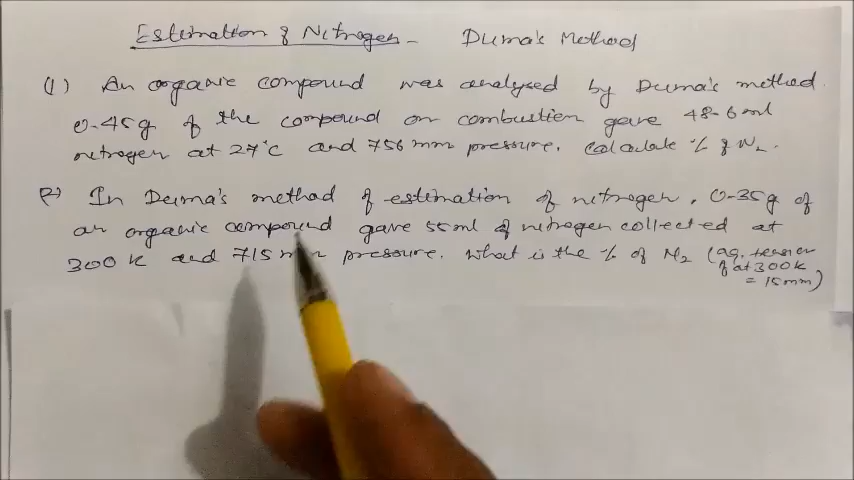 Estimation of Nitrogen - Duma's Method
(1) An organic compound was analysed by Duma's method.
0.45g of the compound on combustion gave 48.6 ml
nitrogen at 27°C and 756 mm pressure. Calculate % of N2.
(2) In Duma's method of estimation of nitrogen. 0.35g of
an organic compound gave 55ml of nitrogen collected at
300 K and 715 mm pressure. What is the % of N2 (aq. tension
of at 300K
= 15mm)